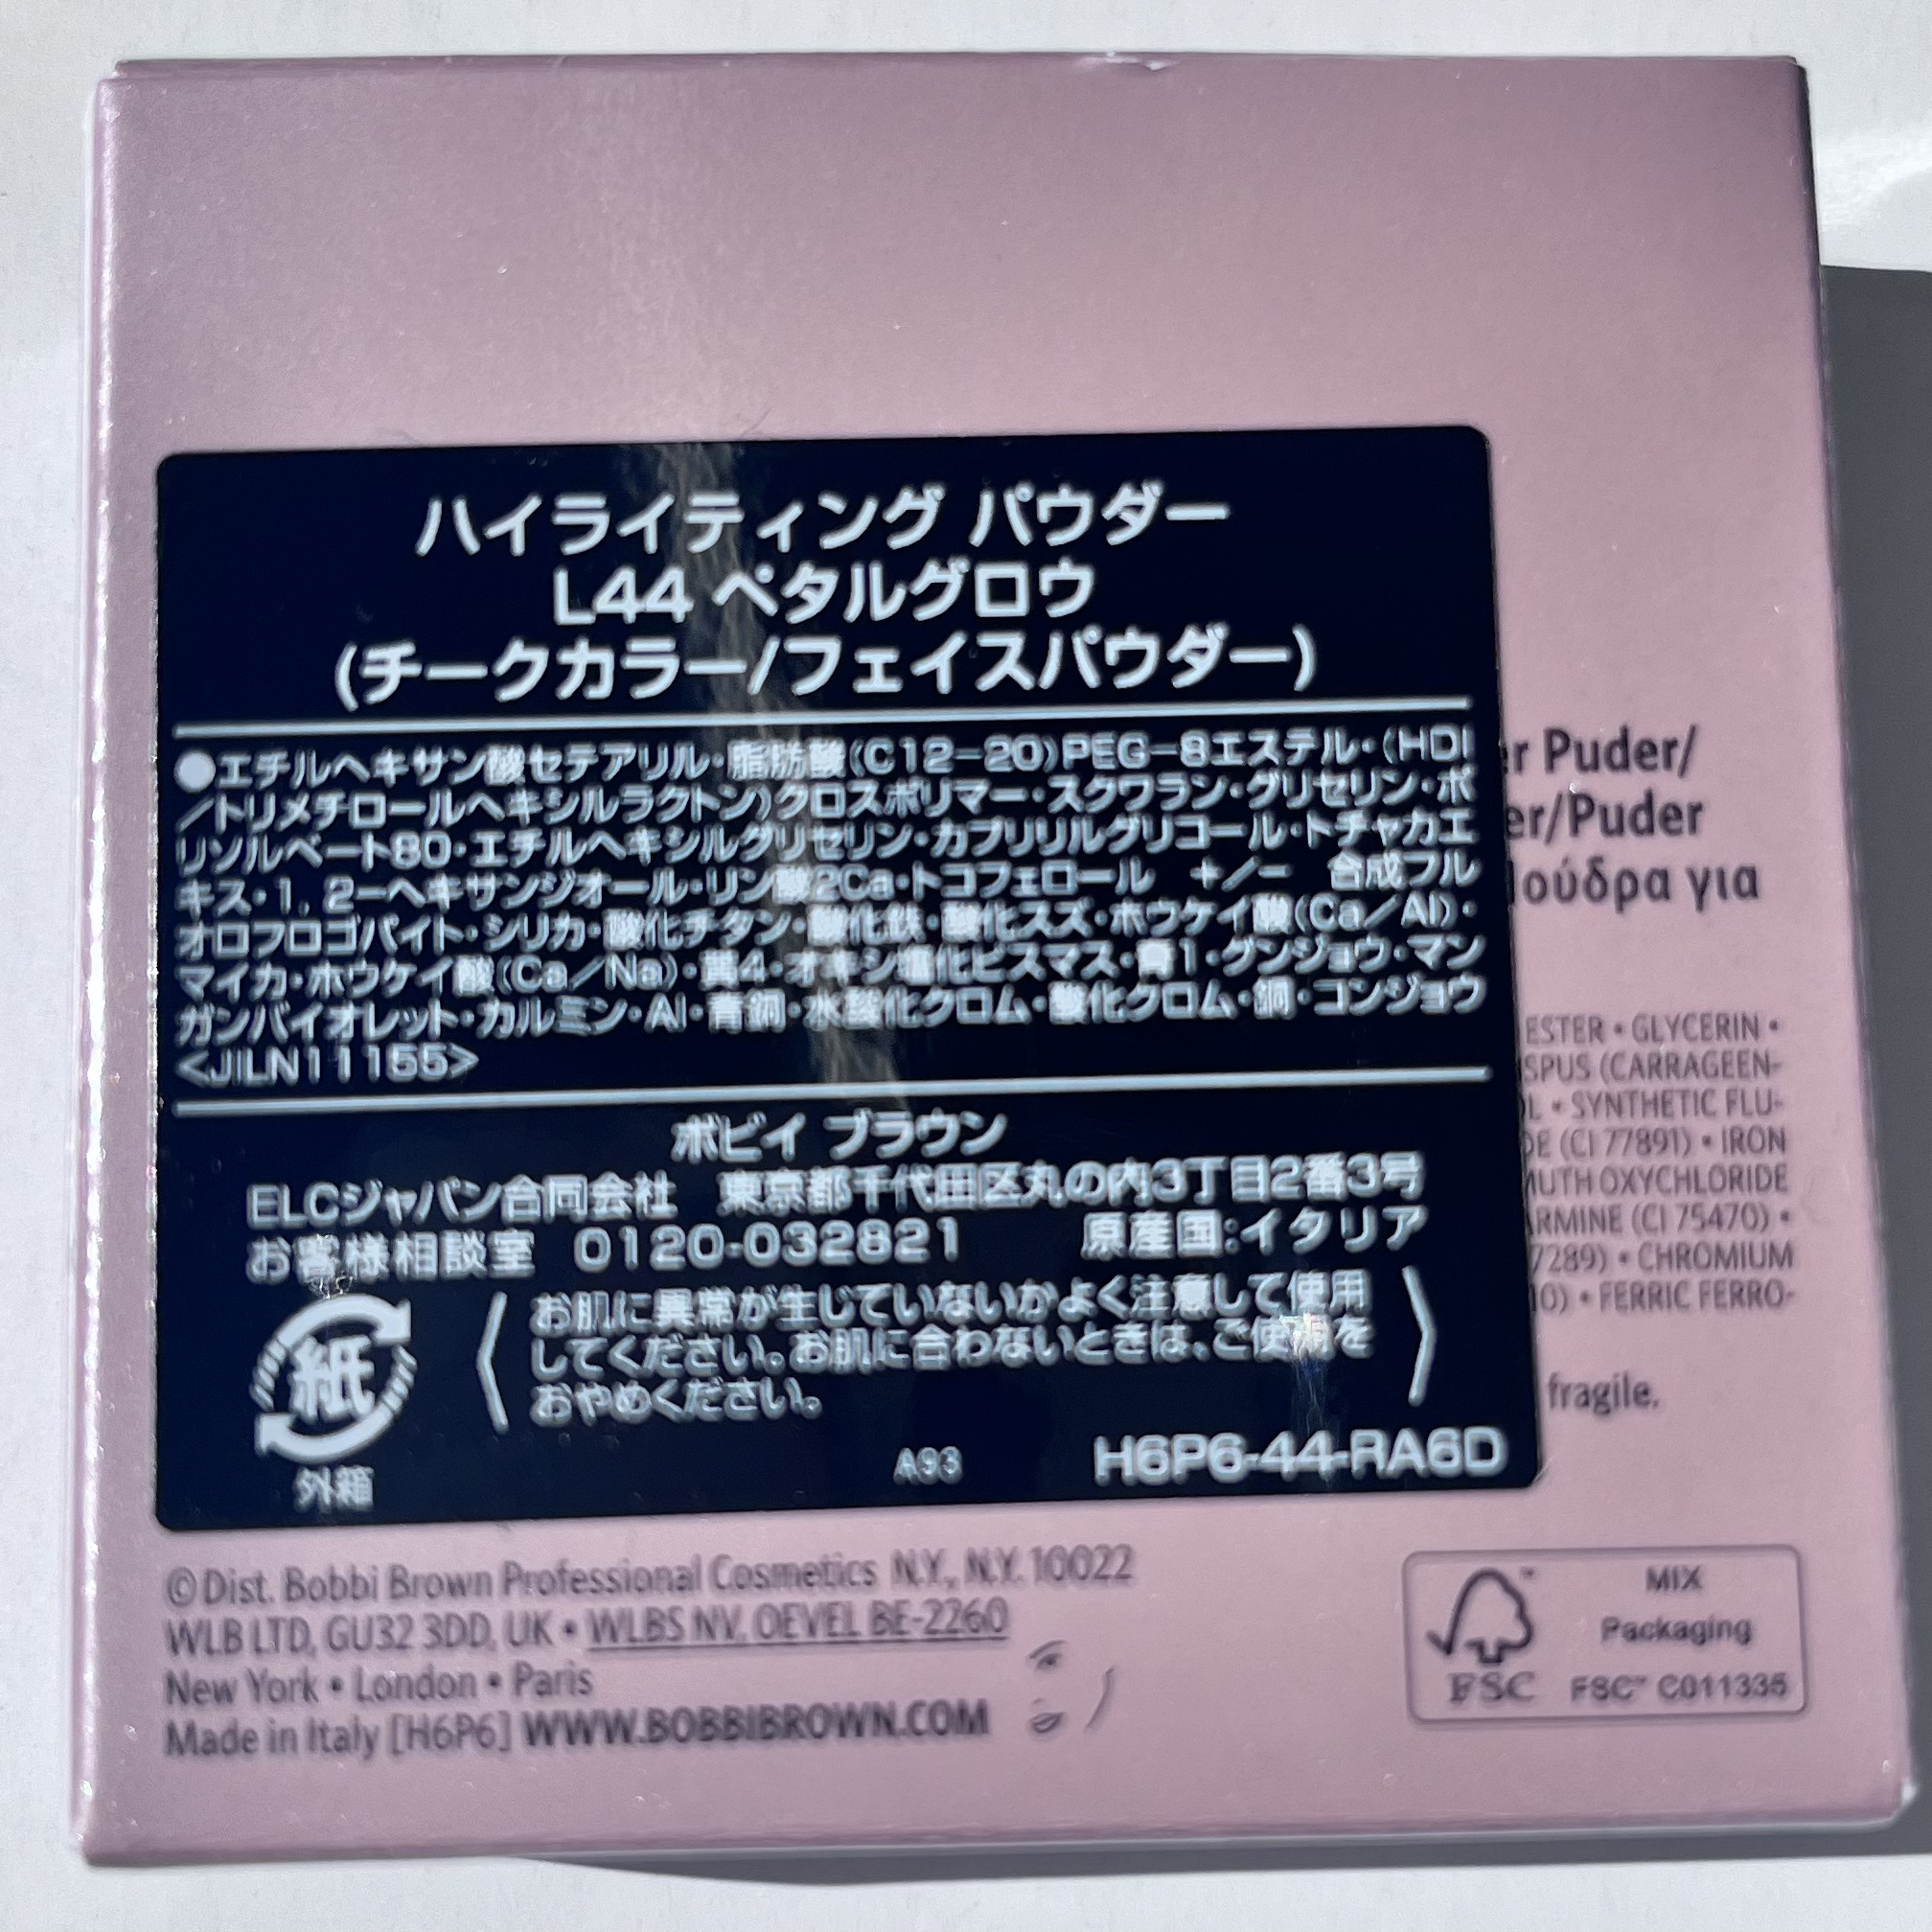 ハイライティング パウダー
L44 ペタルグロウ
(チークカラー/フェイスパウダー)
●エチルヘキサン酸セテアリル・脂肪酸(C12-20)PEG-8エステル・(HDI
/トリメチロールヘキシルラクトン)クロスポリマー・スクワラン・グリセリン・ポ
リソルベート80・エチルヘキシルグリセリン・カプリリルグリコール・トチャカエ
キス・1, 2-ヘキサンジオール・リン酸2Ca・トコフェロール +/- 合成フル
オロフロゴパイト・シリカ・酸化チタン・酸化鉄・酸化スズ・ホウケイ酸(Ca/Al)・
マイカ・ホウケイ酸(Ca/Na)・黄4・オキシ塩化ビスマス・青1・グンジョウ・マン
ガンバイオレット・カルミン・Al・青銅・水酸化クロム・酸化クロム・銅・コンジョウ
<JILN11155>
ボビイ ブラウン
ELCジャパン合同会社 東京都千代田区丸の内3丁目2番3号
お客様相談室 0120-032821 原産国:イタリア
お肌に異常が生じていないかよく注意して使用
してください。お肌に合わないときは、ご使用を
おやめください。
紙
外箱
A93 H6P6-44-RA6D
r Puder/
er/Puder
ούδρα για
ESTER • GLYCERIN •
SPUS (CARRAGEEN-
L • SYNTHETIC FLU-
DE (CI 77891) • IRON
MUTH OXYCHLORIDE
ARMINE (CI 75470) •
7289) • CHROMIUM
10) • FERRIC FERRO-
fragile.
© Dist. Bobbi Brown Professional Cosmetics N.Y., N.Y. 10022
WLB LTD, GU32 3DD, UK • WLBS NV, OEVEL BE-2260
New York • London • Paris
Made in Italy [H6P6] WWW.BOBBIBROWN.COM
MIX
Packaging
FSC™ C011335
FSC